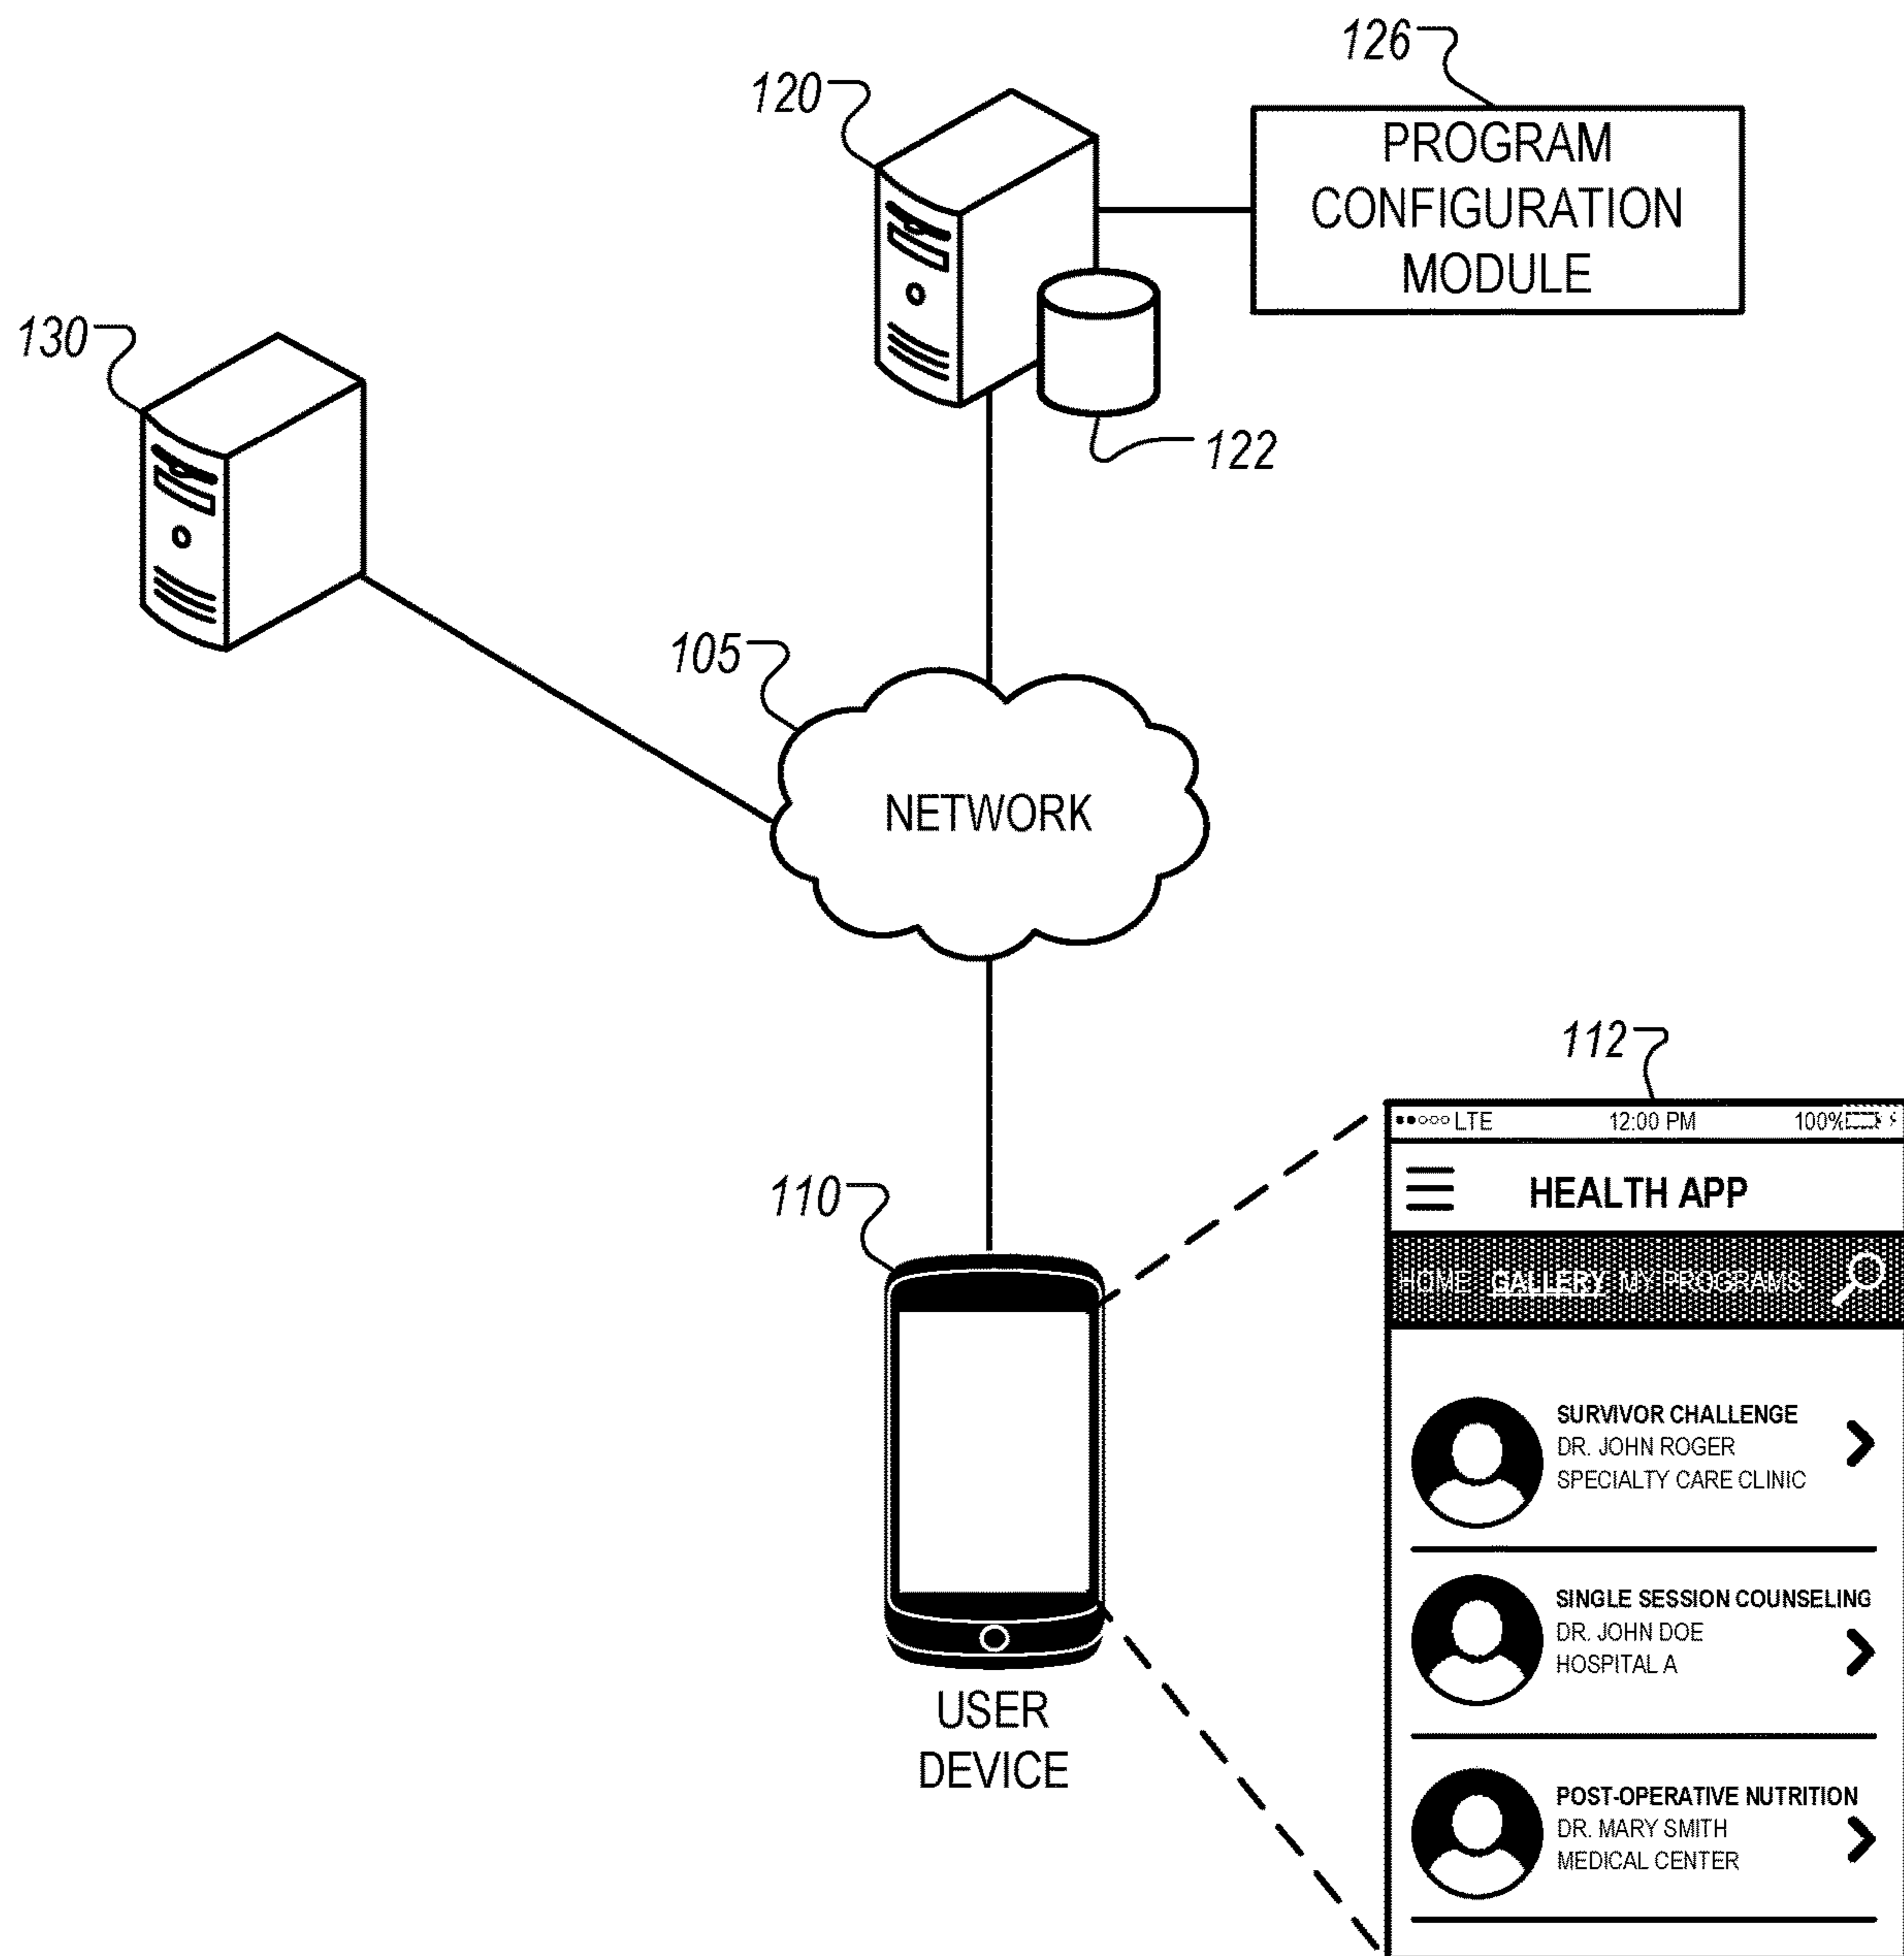 126
120
PROGRAM
CONFIGURATION
MODULE
130
122
105
NETWORK
112
LTE 12:00 PM 100%
110
HEALTH APP
HOME GALLERY MY PROGRAMS
SURVIVOR CHALLENGE
DR. JOHN ROGER
SPECIALTY CARE CLINIC
SINGLE SESSION COUNSELING
DR. JOHN DOE
HOSPITAL A
USER
DEVICE
POST-OPERATIVE NUTRITION
DR. MARY SMITH
MEDICAL CENTER